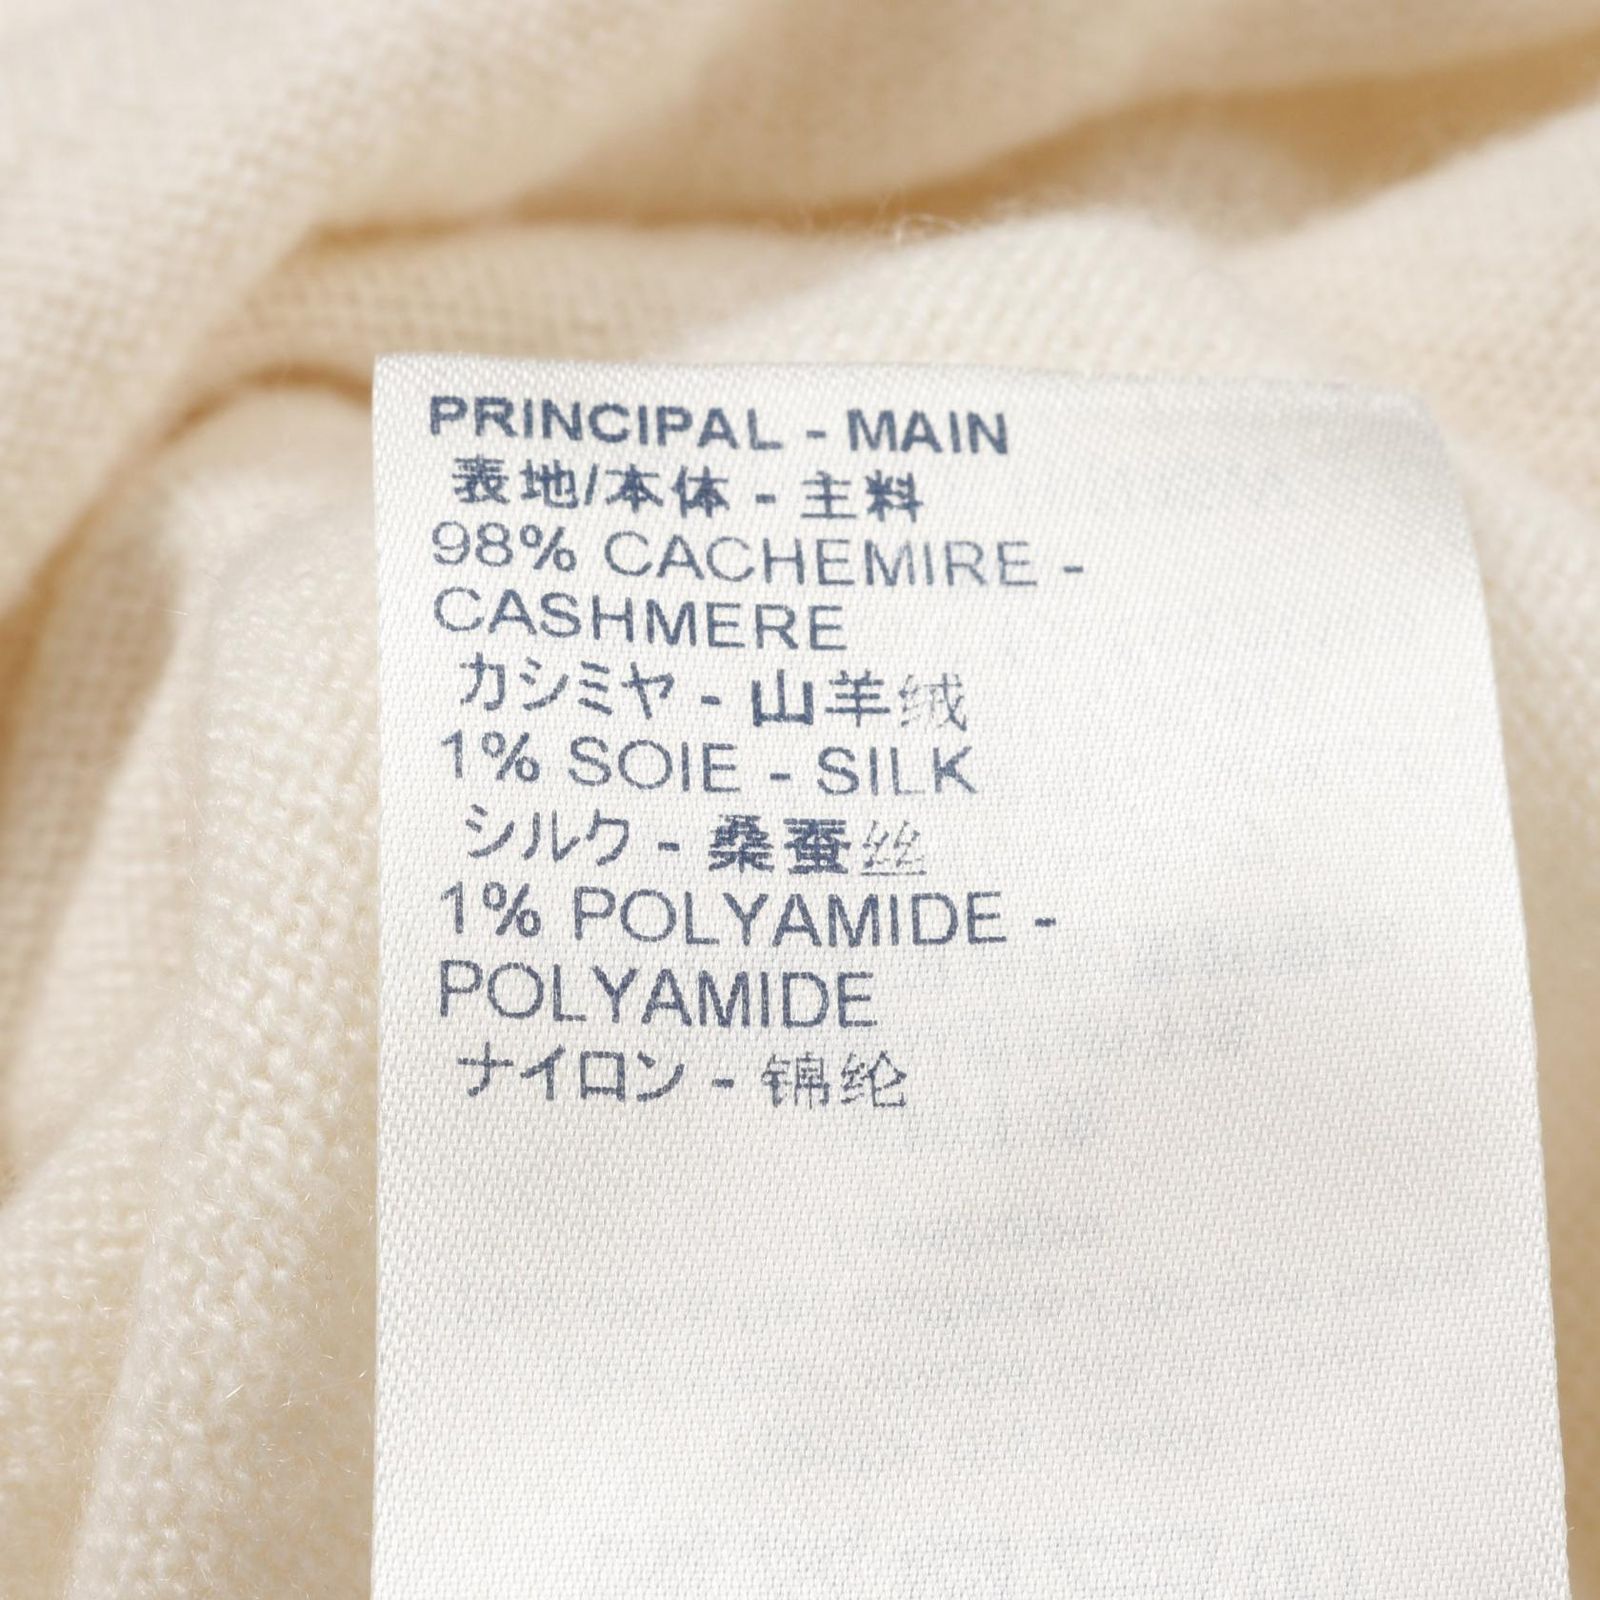 PRINCIPAL - MAIN
表地/本体 - 主料
98% CACHEMIRE -
CASHMERE
カシミヤ - 山羊绒
1% SOIE - SILK
シルク - 桑蚕丝
1% POLYAMIDE -
POLYAMIDE
ナイロン - 锦纶